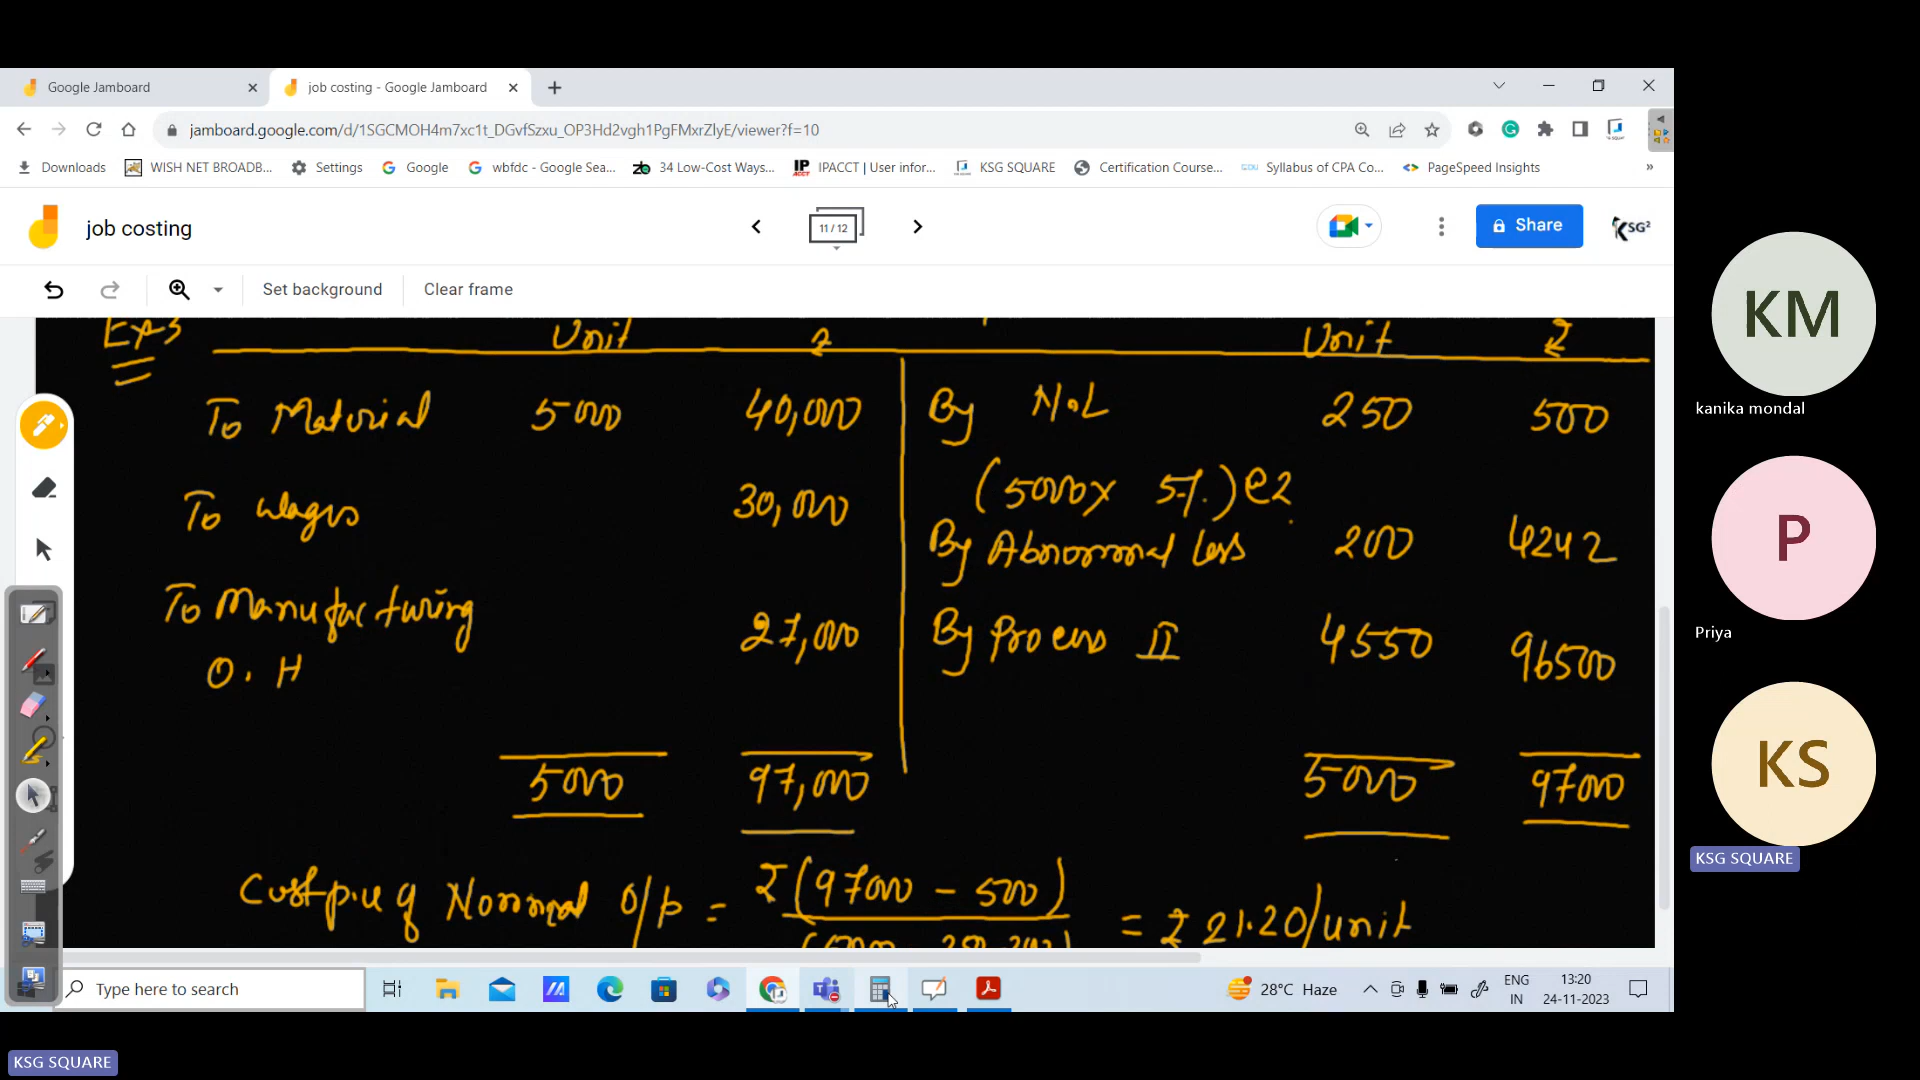 Google Jamboard
job costing - Google Jamboard
jamboard.google.com/d/1SGCMOH4m7xc1t_DGvfSzxu_OP3Hd2vgh1PgFMxrZlyE/viewer?f=10
Downloads WISH NET BROADB... Settings Google wbfdc - Google Sea... 34 Low-Cost Ways... IPACCT | User infor... KSG SQUARE Certification Course... Syllabus of CPA Co... PageSpeed Insights »
job costing 11 / 12 Share KSG²
Set background Clear frame
Unit ₹ Unit ₹
To Material 5000 40,000 By N.L 250 500
(5000x 5%.)@2
To wages 30,000
By Abnormal Loss 200 4242
To Manufacturing 27,000 By Process II 4550 96500
O. H
5000 97,000 5000 97000
Cost p.u of Normal O/p = ₹(97000 - 500) = ₹ 21.20/unit
KM
kanika mondal
P
Priya
KS
KSG SQUARE
Type here to search
28°C Haze
ENG
IN
13:20
24-11-2023
KSG SQUARE